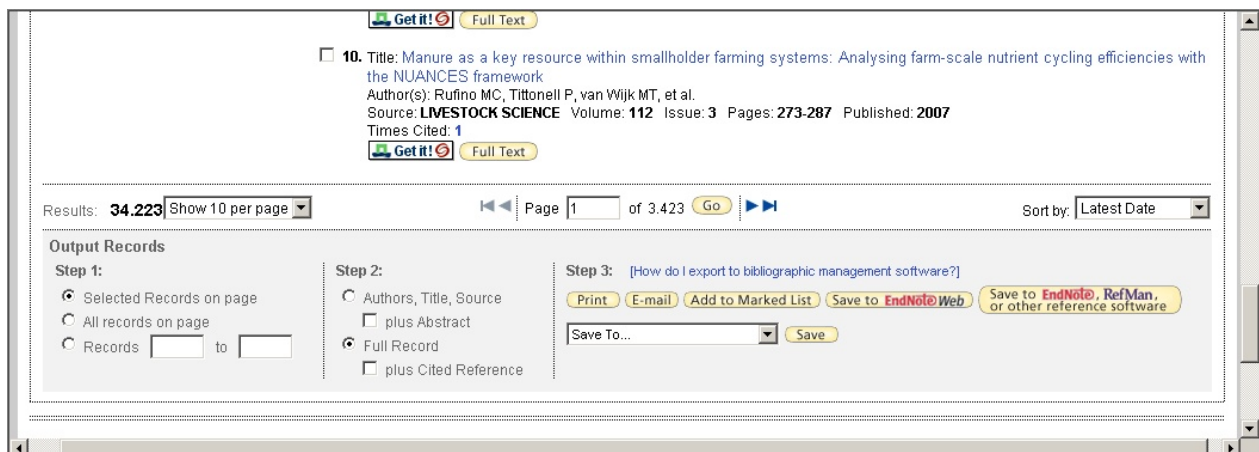 Get it! Full Text
10. Title: Manure as a key resource within smallholder farming systems: Analysing farm-scale nutrient cycling efficiencies with
the NUANCES framework
Author(s): Rufino MC, Tittonell P, van Wijk MT, et al.
Source: LIVESTOCK SCIENCE Volume: 112 Issue: 3 Pages: 273-287 Published: 2007
Times Cited: 1
Get it! Full Text
Results: 34.223 Show 10 per page Page 1 of 3.423 Go Sort by: Latest Date
Output Records
Step 1:
Selected Records on page
All records on page
Records to
Step 2:
Authors, Title, Source
plus Abstract
Full Record
plus Cited Reference
Step 3: [How do I export to bibliographic management software?]
Print E-mail Add to Marked List Save to EndNote Web Save to EndNote, RefMan,
or other reference software
Save To... Save